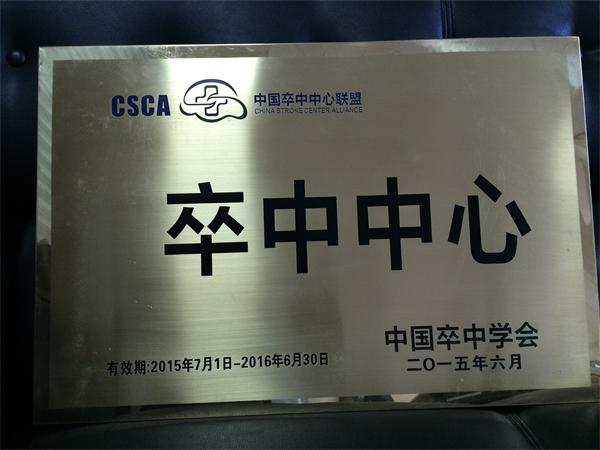 CSCA 中国卒中中心联盟
CHINA STROKE CENTER ALLIANCE
卒中中心
中国卒中学会
有效期:2015年7月1日-2016年6月30日
二〇一五年六月